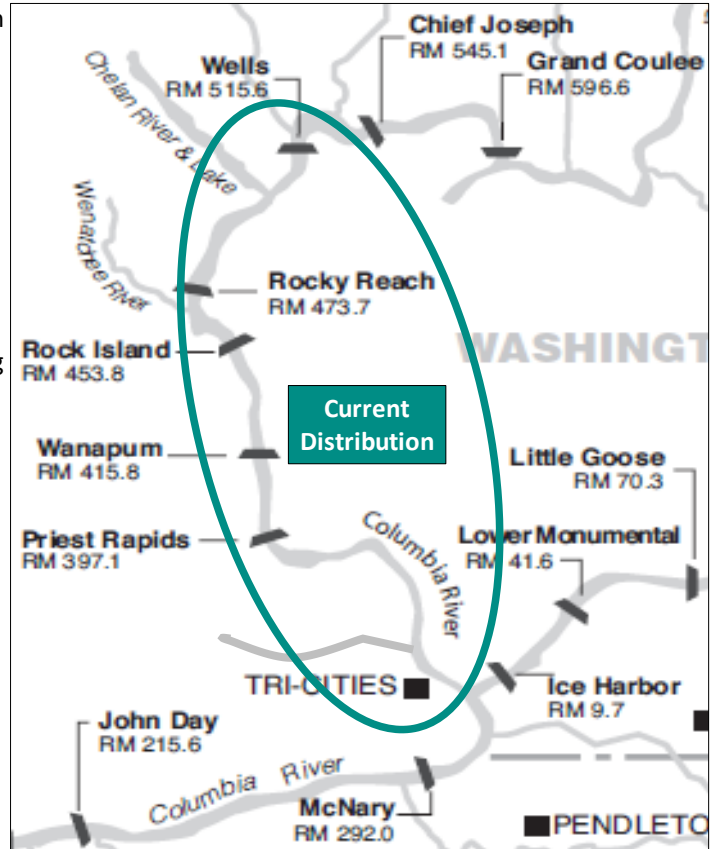 Chief Joseph
RM 545.1
Grand Coulee
RM 596.6
Wells
RM 515.6
Chelan River & Lake
Wenatchee River
Rocky Reach
RM 473.7
Rock Island
RM 453.8
WASHINGT
Current
Distribution
Wanapum
RM 415.8
Little Goose
RM 70.3
Columbia River
Priest Rapids
RM 397.1
Lower Monumental
RM 41.6
TRI-CITIES
Ice Harbor
RM 9.7
John Day
RM 215.6
Columbia River
McNary
RM 292.0
PENDLETO